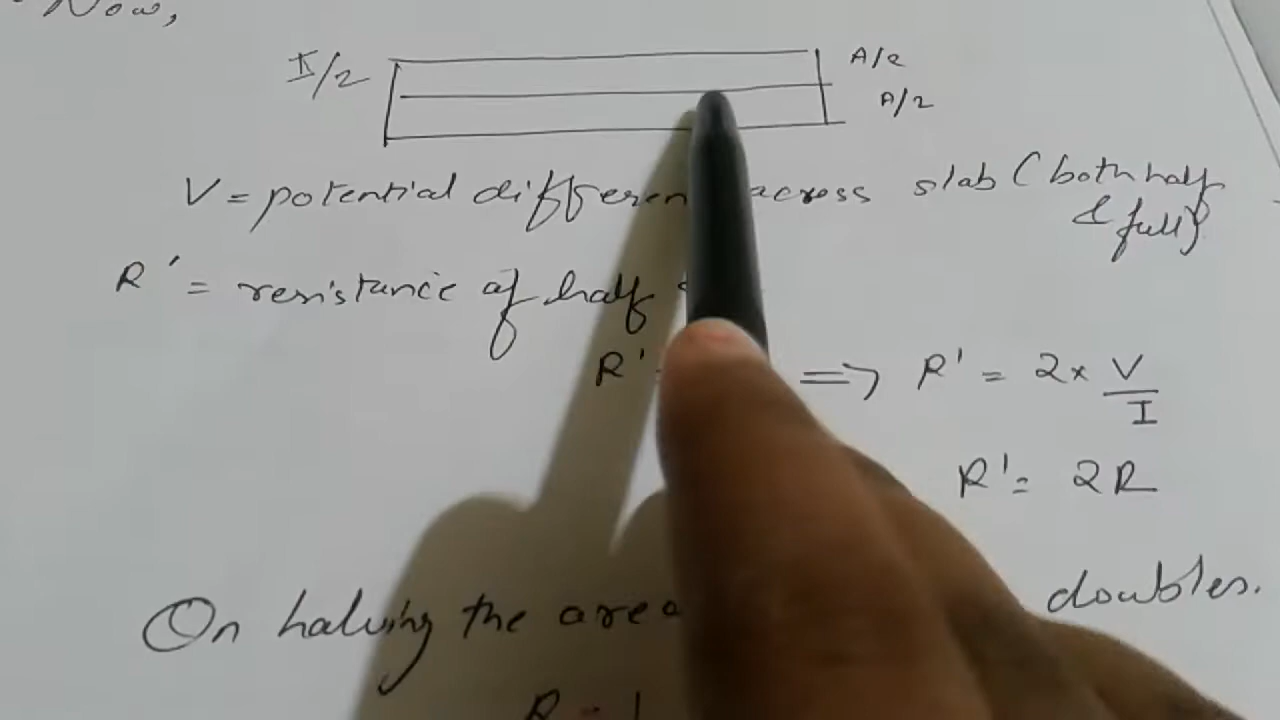 Now,
I/2 A/2
A/2
V = potential differen across slab (both half
& full}
R' = resistance of half
R' => R' = 2 x V/I
R' = 2R
On halving the area doubles.
R